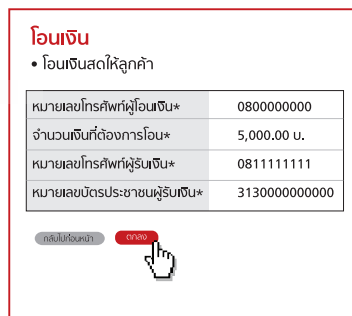 โอนเงิน
• โอนเงินสดให้ลูกค้า
หมายเลขโทรศัพท์ผู้โอนเงิน* 0800000000
จำนวนเงินที่ต้องการโอน* 5,000.00 บ.
หมายเลขโทรศัพท์ผู้รับเงิน* 0811111111
หมายเลขบัตรประชาชนผู้รับเงิน* 3130000000000
กลับไปก่อนหน้า ตกลง